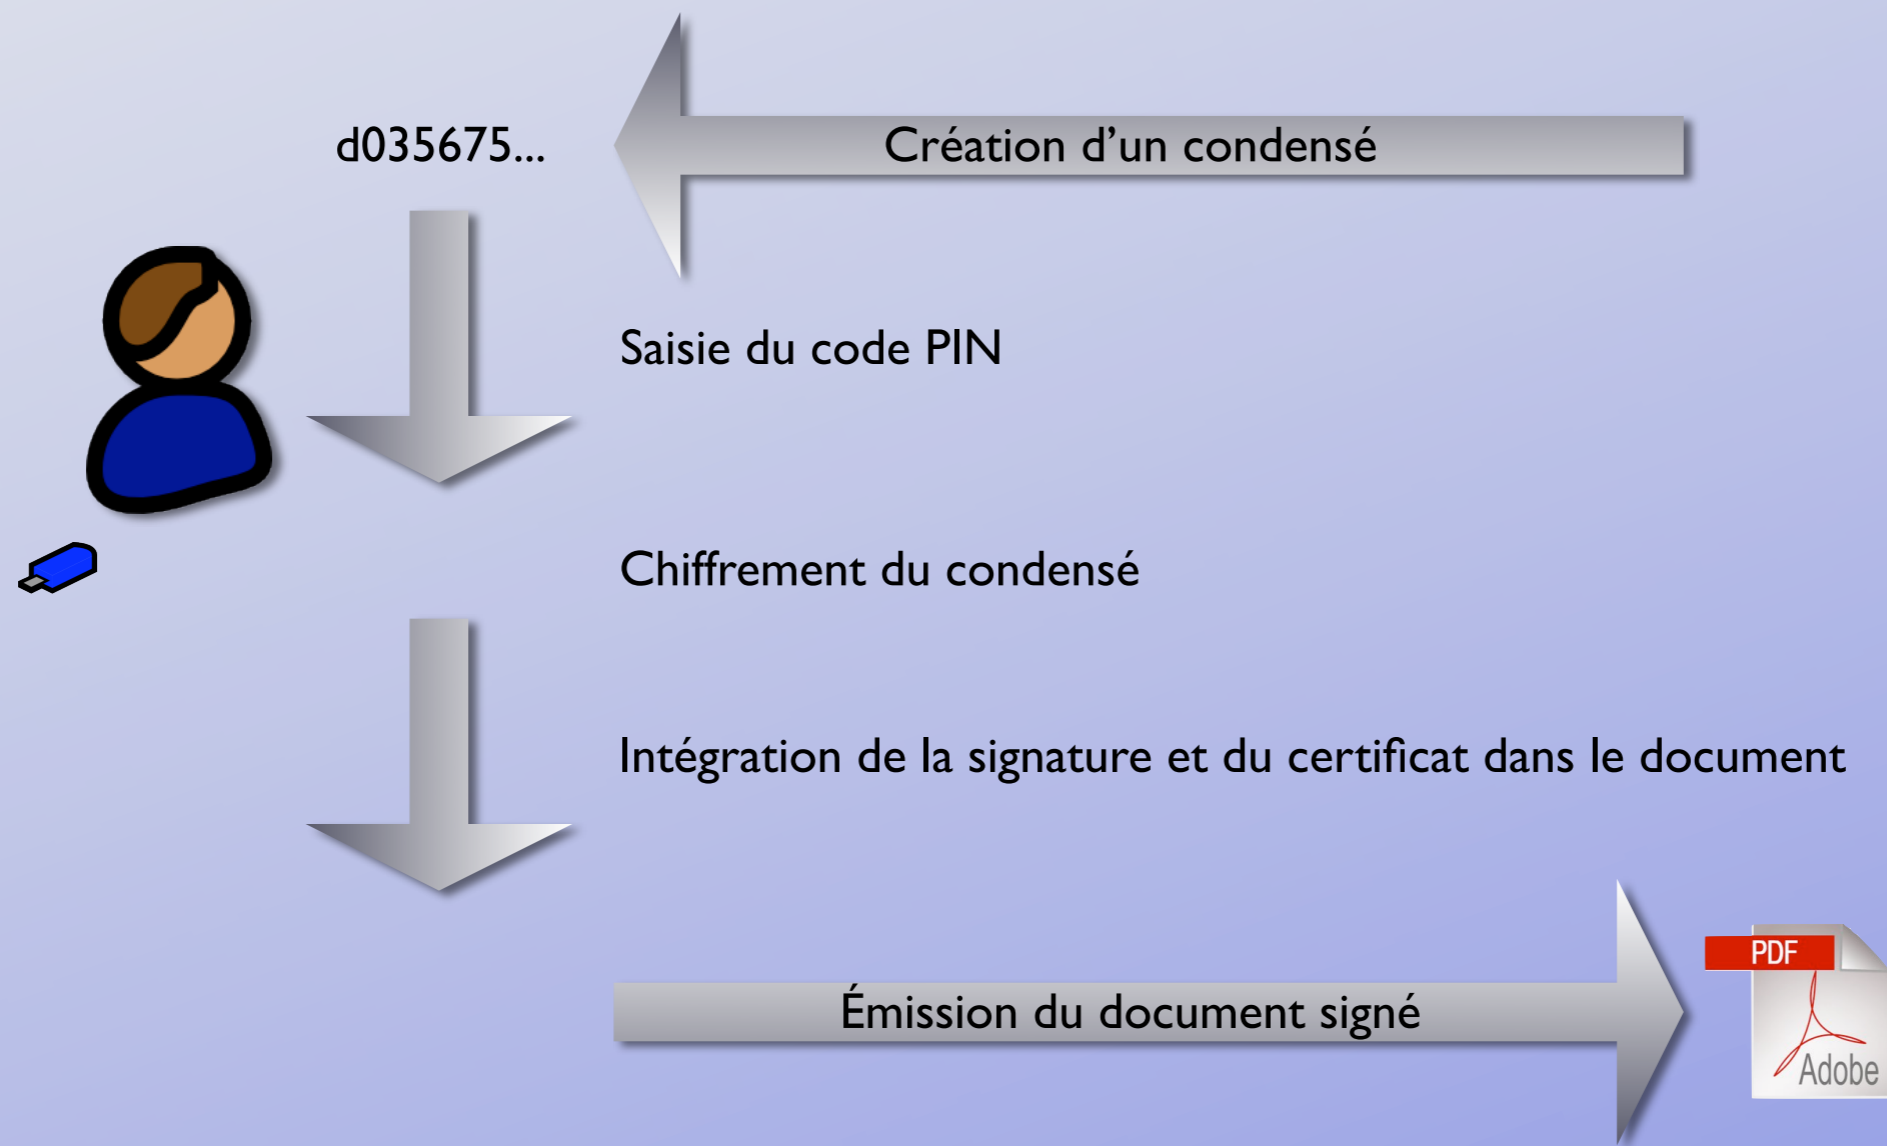 d035675...
Création d’un condensé
Saisie du code PIN
Chiffrement du condensé
Intégration de la signature et du certificat dans le document
Émission du document signé
PDF
Adobe